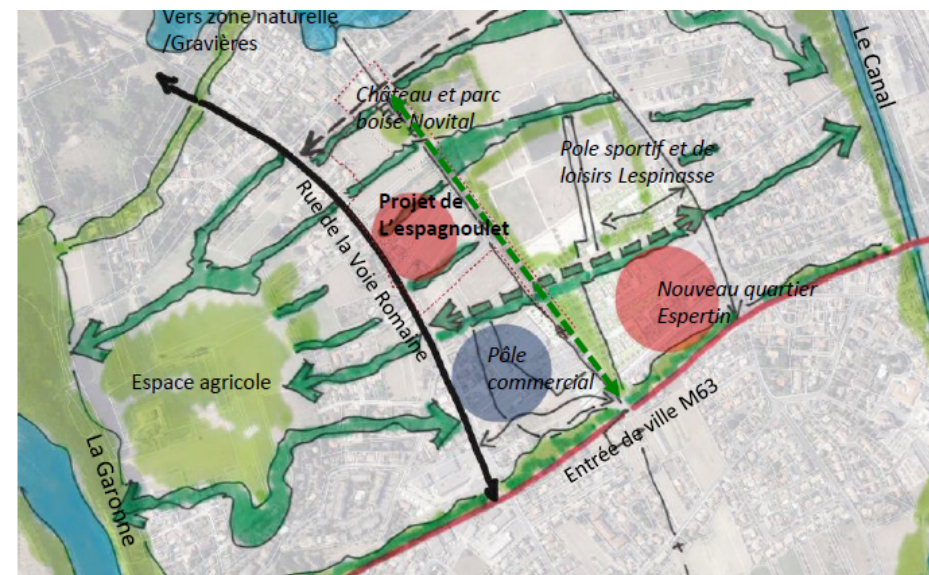 Vers zone naturelle
/Gravières
Le Canal
Château et parc
boisé Novital
Pole sportif et de
loisirs Lespinasse
Projet de
L'espagnoulet
Rue de la Voie Romaine
Nouveau quartier
Espertin
Pôle
commercial
Espace agricole
Entrée de ville M63
La Garonne